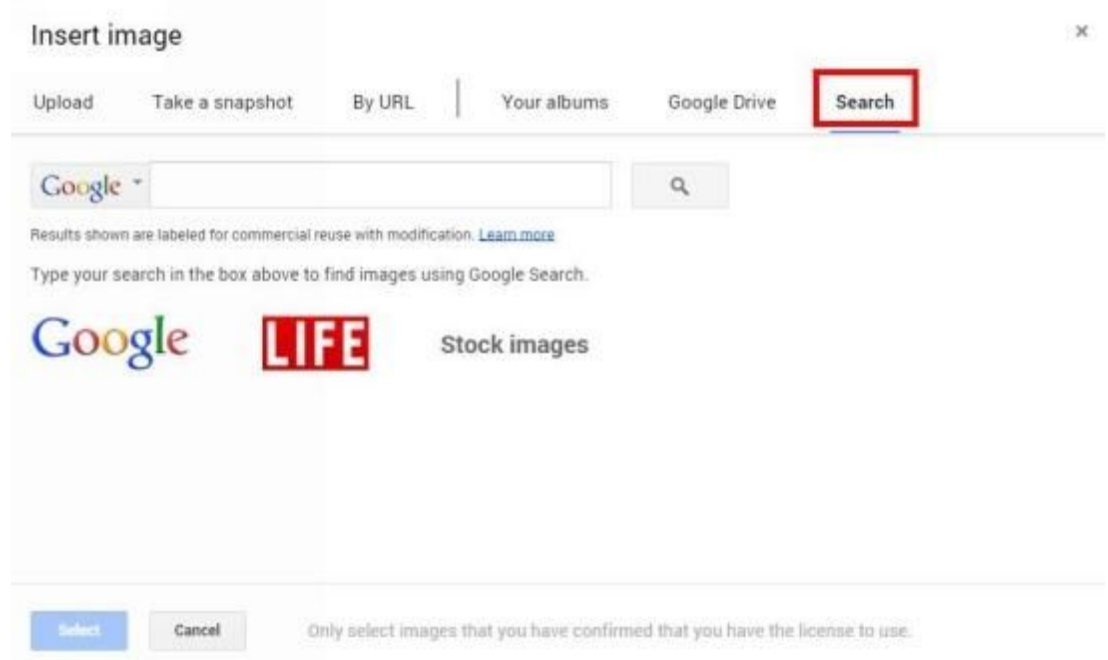 Insert image ×
Upload Take a snapshot By URL Your albums Google Drive Search
Google
Results shown are labeled for commercial reuse with modification. Learn more
Type your search in the box above to find images using Google Search.
Google LIFE Stock images
Select Cancel Only select images that you have confirmed that you have the license to use.